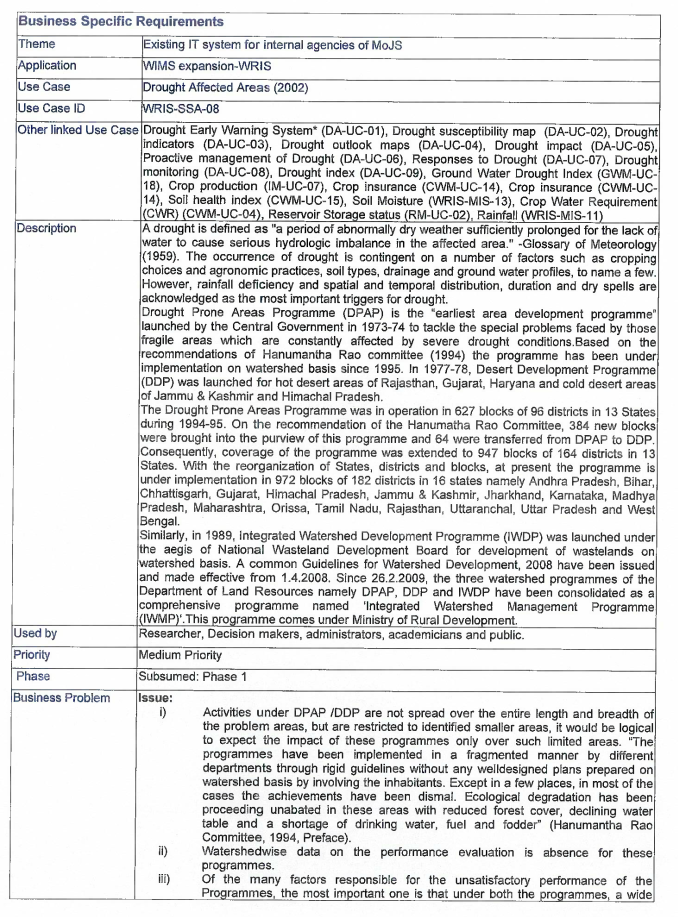 Business Specific Requirements
Theme Existing IT system for internal agencies of MoJS
Application WIMS expansion-WRIS
Use Case Drought Affected Areas (2002)
Use Case ID WRIS-SSA-08
Other linked Use Case Drought Early Warning System* (DA-UC-01), Drought susceptibility map (DA-UC-02), Drought
indicators (DA-UC-03), Drought outlook maps (DA-UC-04), Drought impact (DA-UC-05),
Proactive management of Drought (DA-UC-06), Responses to Drought (DA-UC-07), Drought
monitoring (DA-UC-08), Drought index (DA-UC-09), Ground Water Drought Index (GWM-UC-
18), Crop production (IM-UC-07), Crop insurance (CWM-UC-14), Crop insurance (CWM-UC-
14), Soil health index (CWM-UC-15), Soil Moisture (WRIS-MIS-13), Crop Water Requirement
(CWR) (CWM-UC-04), Reservoir Storage status (RM-UC-02), Rainfall (WRIS-MIS-11)
Description A drought is defined as "a period of abnormally dry weather sufficiently prolonged for the lack of
water to cause serious hydrologic imbalance in the affected area." -Glossary of Meteorology
(1959). The occurrence of drought is contingent on a number of factors such as cropping
choices and agronomic practices, soil types, drainage and ground water profiles, to name a few.
However, rainfall deficiency and spatial and temporal distribution, duration and dry spells are
acknowledged as the most important triggers for drought.
Drought Prone Areas Programme (DPAP) is the "earliest area development programme"
launched by the Central Government in 1973-74 to tackle the special problems faced by those
fragile areas which are constantly affected by severe drought conditions.Based on the
recommendations of Hanumantha Rao committee (1994) the programme has been under
implementation on watershed basis since 1995. In 1977-78, Desert Development Programme
(DDP) was launched for hot desert areas of Rajasthan, Gujarat, Haryana and cold desert areas
of Jammu & Kashmir and Himachal Pradesh.
The Drought Prone Areas Programme was in operation in 627 blocks of 96 districts in 13 States
during 1994-95. On the recommendation of the Hanumatha Rao Committee, 384 new blocks
were brought into the purview of this programme and 64 were transferred from DPAP to DDP.
Consequently, coverage of the programme was extended to 947 blocks of 164 districts in 13
States. With the reorganization of States, districts and blocks, at present the programme is
under implementation in 972 blocks of 182 districts in 16 states namely Andhra Pradesh, Bihar,
Chhattisgarh, Gujarat, Himachal Pradesh, Jammu & Kashmir, Jharkhand, Karnataka, Madhya
Pradesh, Maharashtra, Orissa, Tamil Nadu, Rajasthan, Uttaranchal, Uttar Pradesh and West
Bengal.
Similarly, in 1989, Integrated Watershed Development Programme (IWDP) was launched under
the aegis of National Wasteland Development Board for development of wastelands on
watershed basis. A common Guidelines for Watershed Development, 2008 have been issued
and made effective from 1.4.2008. Since 26.2.2009, the three watershed programmes of the
Department of Land Resources namely DPAP, DDP and IWDP have been consolidated as a
comprehensive programme named 'Integrated Watershed Management Programme
(IWMP)'.This programme comes under Ministry of Rural Development.
Used by Researcher, Decision makers, administrators, academicians and public.
Priority Medium Priority
Phase Subsumed: Phase 1
Business Problem Issue:
i) Activities under DPAP /DDP are not spread over the entire length and breadth of
the problem areas, but are restricted to identified smaller areas, it would be logical
to expect the impact of these programmes only over such limited areas. "The
programmes have been implemented in a fragmented manner by different
departments through rigid guidelines without any welldesigned plans prepared on
watershed basis by involving the inhabitants. Except in a few places, in most of the
cases the achievements have been dismal. Ecological degradation has been
proceeding unabated in these areas with reduced forest cover, declining water
table and a shortage of drinking water, fuel and fodder" (Hanumantha Rao
Committee, 1994, Preface).
ii) Watershedwise data on the performance evaluation is absence for these
programmes.
iii) Of the many factors responsible for the unsatisfactory performance of the
Programmes, the most important one is that under both the programmes, a wide